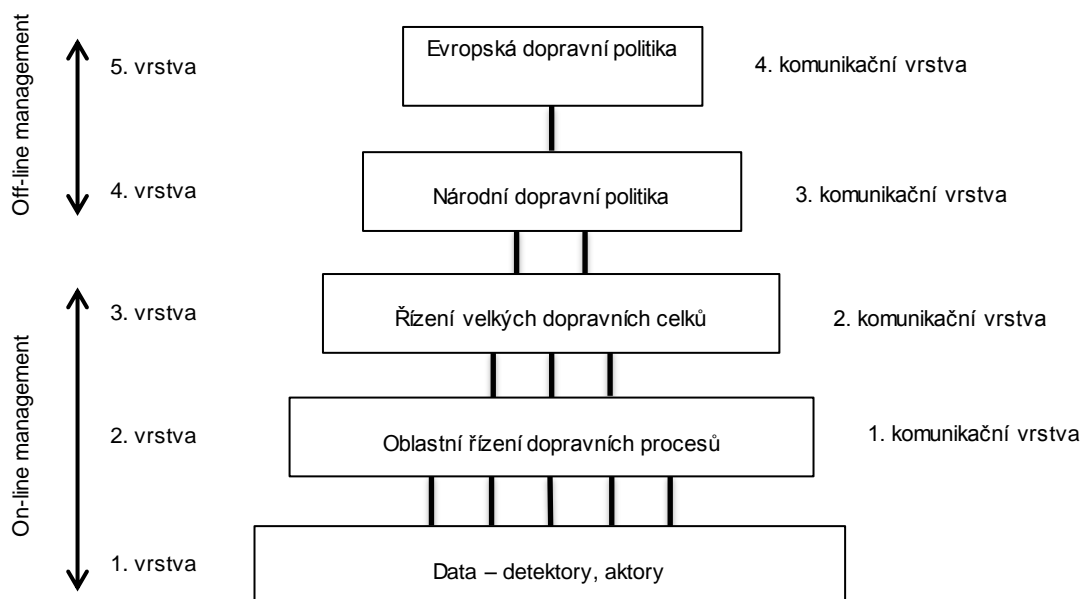 Off-line management
5. vrstva
Evropská dopravní politika
4. komunikační vrstva
4. vrstva
Národní dopravní politika
3. komunikační vrstva
On-line management
3. vrstva
Řízení velkých dopravních celků
2. komunikační vrstva
2. vrstva
Oblastní řízení dopravních procesů
1. komunikační vrstva
1. vrstva
Data – detektory, aktory